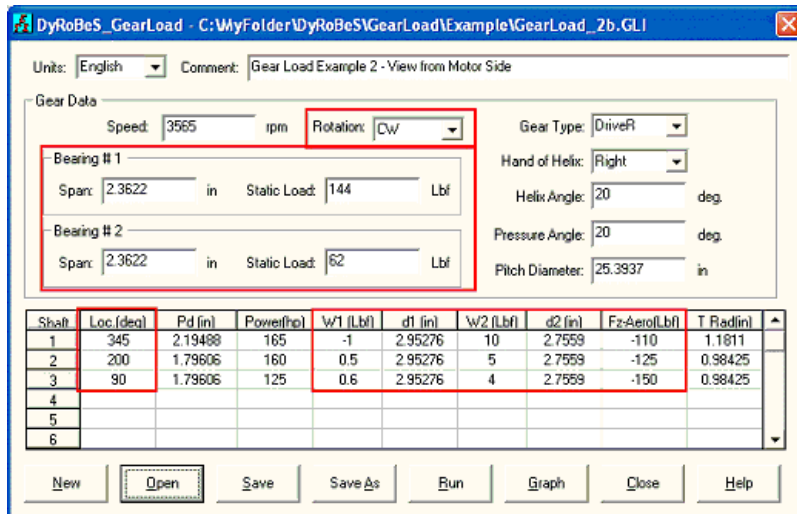 DyRoBeS_GearLoad - C:\MyFolder\DyRoBeS\GearLoad\Example\GearLoad_2b.GLI
Units: English Comment: Gear Load Example 2 - View from Motor Side
Gear Data
Speed: 3565 rpm Rotation: CW Gear Type: DriveR
Bearing # 1 Hand of Helix: Right
Span: 2.3622 in Static Load: 144 Lbf Helix Angle: 20 deg.
Bearing # 2 Pressure Angle: 20 deg.
Span: 2.3622 in Static Load: 62 Lbf Pitch Diameter: 25.3937 in
Shaft Loc.(deg) Pd (in) Power(hp) W1 (Lbf) d1 (in) W2 (Lbf) d2 (in) Fz-Aero(Lbf) T Rad(in)
1 345 2.19488 165 -1 2.95276 10 2.7559 -110 1.1811
2 200 1.79606 160 0.5 2.95276 5 2.7559 -125 0.98425
3 90 1.79606 125 0.6 2.95276 4 2.7559 -150 0.98425
4
5
6
New Open Save Save As Run Graph Close Help